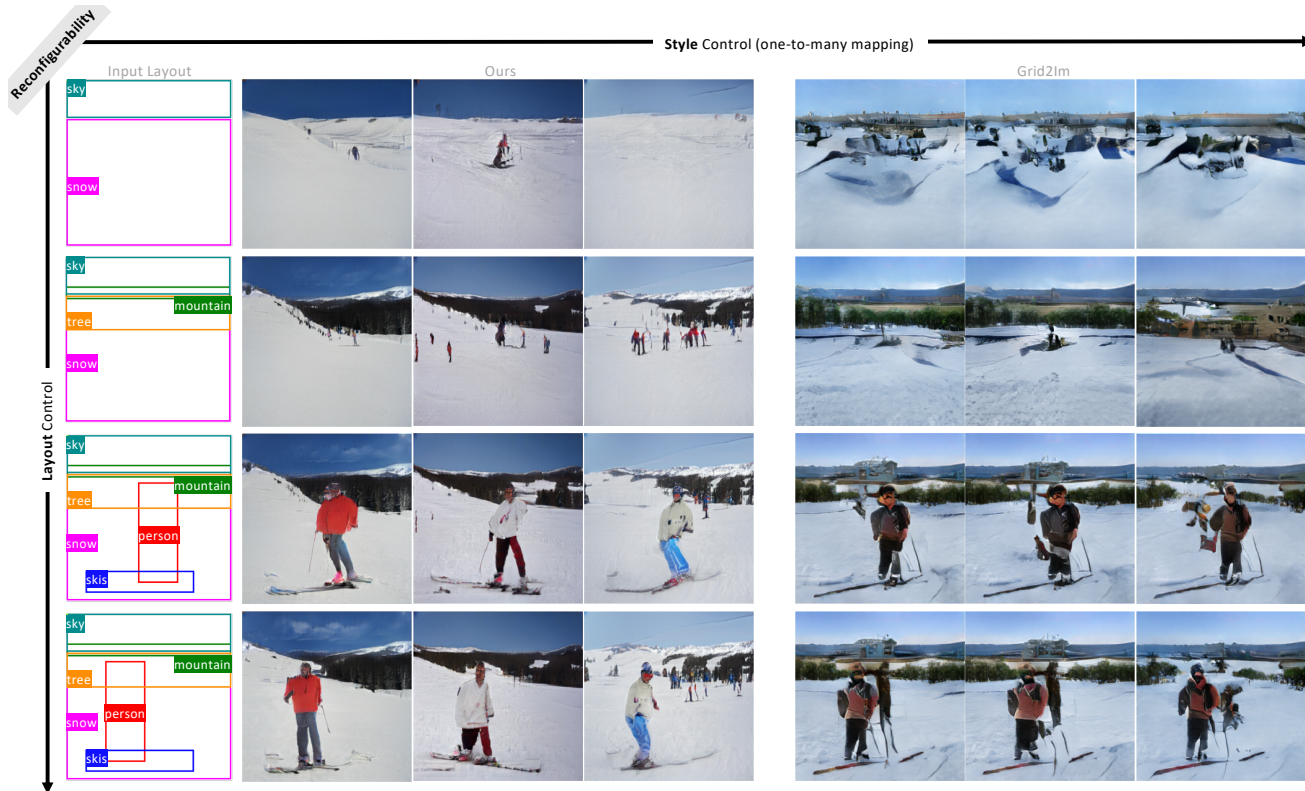 Reconfigurability
Style Control (one-to-many mapping)
Input Layout
Ours
Grid2Im
Layout Control
sky
snow
sky
mountain
tree
snow
sky
mountain
tree
person
snow
skis
sky
mountain
tree
person
snow
skis